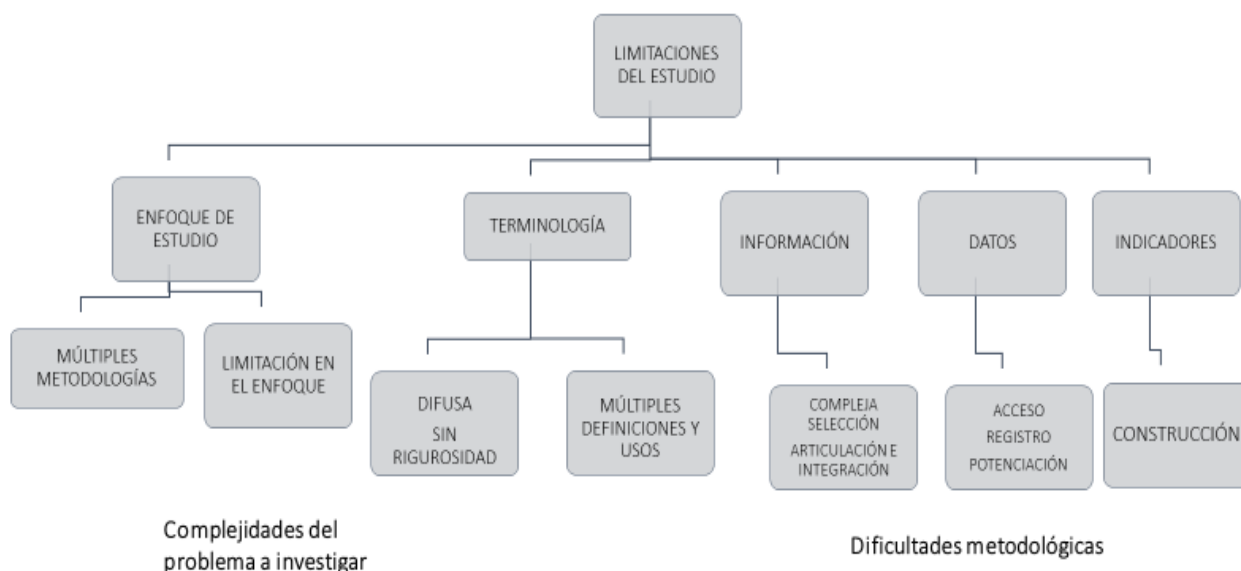 LIMITACIONES
DEL ESTUDIO
ENFOQUE DE
ESTUDIO
TERMINOLOGÍA
INFORMACIÓN
DATOS
INDICADORES
MÚLTIPLES
METODOLOGÍAS
LIMITACIÓN EN
EL ENFOQUE
DIFUSA
SIN
RIGUROSIDAD
MÚLTIPLES
DEFINICIONES Y
USOS
COMPLEJA
SELECCIÓN
ARTICULACIÓN E
INTEGRACIÓN
ACCESO
REGISTRO
POTENCIACIÓN
CONSTRUCCIÓN
Complejidades del
problema a investigar
Dificultades metodológicas